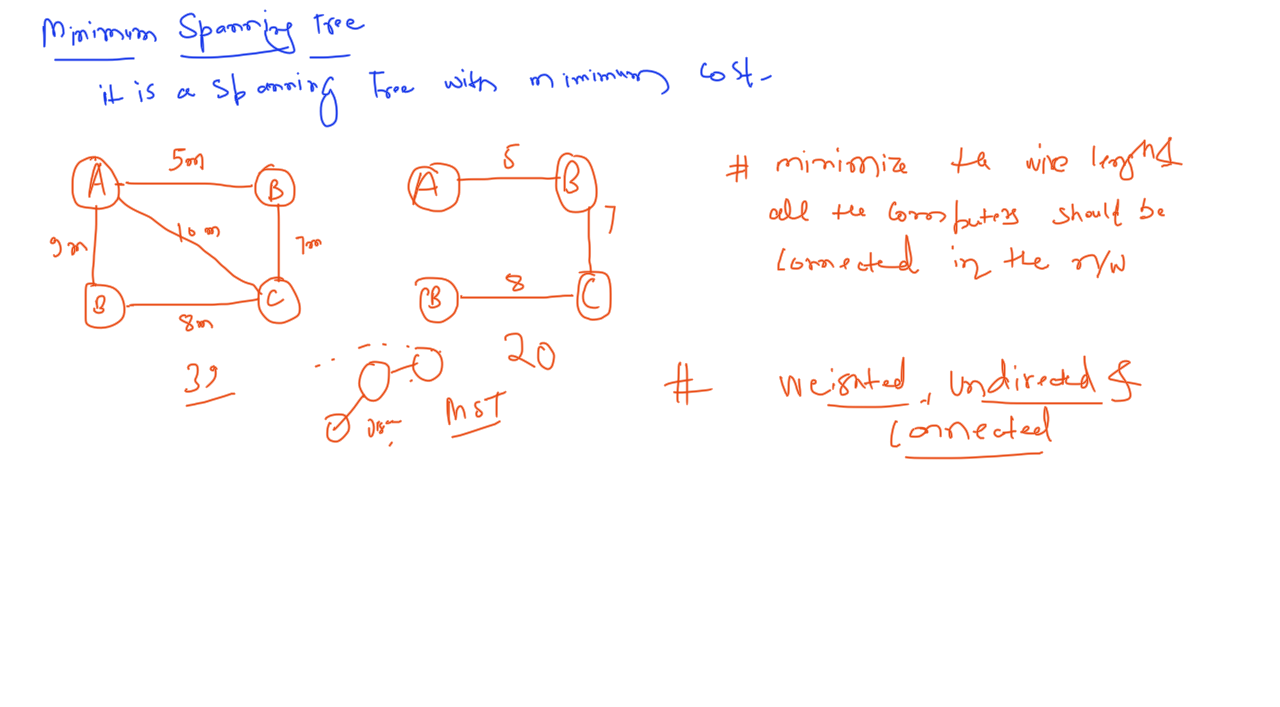 Minimum Spanning Tree
it is a Spanning Tree with minimum cost.
5m
A
B
9m
10m
7m
B
C
8m
39
5
A
B
7
B
8
C
20
MST
# minimize the wire length &
all the computers should be
connected in the n/w
# weighted, undirected &
connected